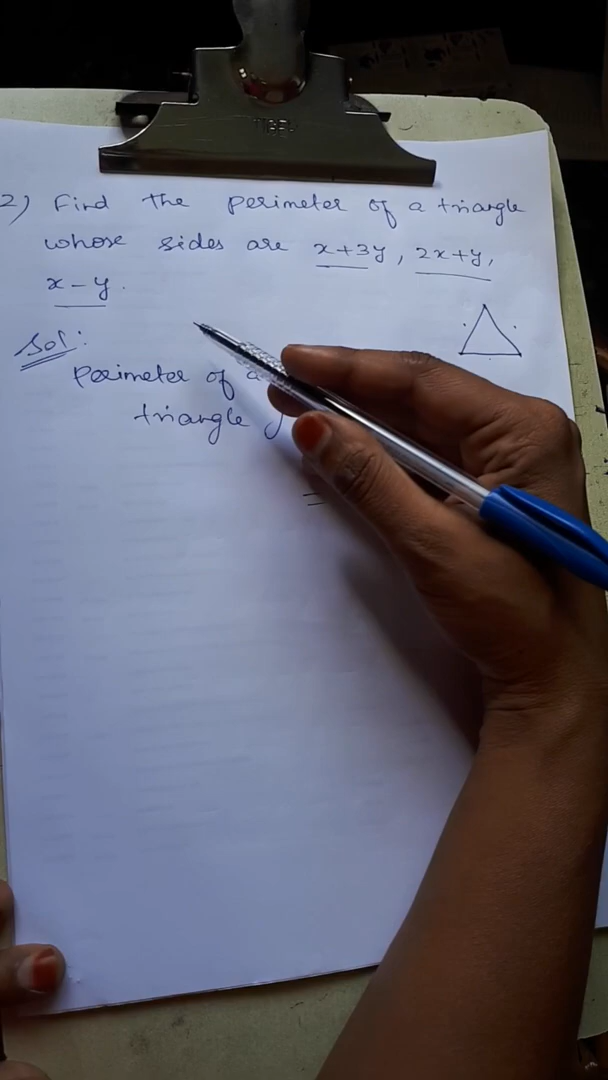 2) Find the perimeter of a triangle
whose sides are x+3y, 2x+y,
x-y.
Sol:
perimeter of a
triangle
=